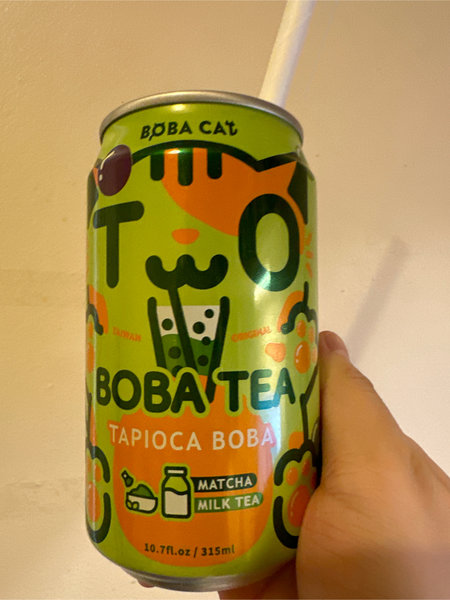 BOBA CAT
TWO
TAIWAN ORIGINAL
BOBA TEA
TAPIOCA BOBA
MATCHA
MILK TEA
10.7fl.oz / 315ml